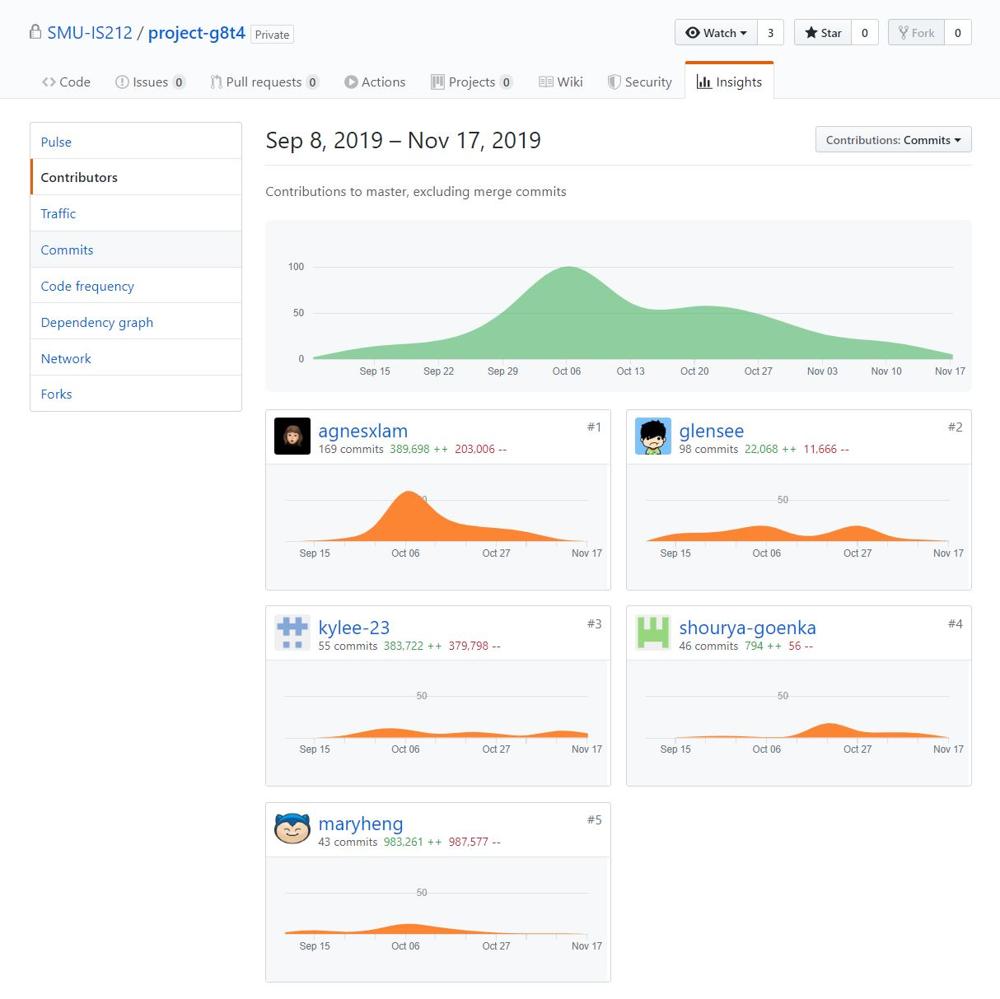 SMU-IS212 / project-g8t4 Private
Watch 3 Star 0 Fork 0
Code Issues 0 Pull requests 0 Actions Projects 0 Wiki Security Insights
Pulse
Contributors
Traffic
Commits
Code frequency
Dependency graph
Network
Forks
Sep 8, 2019 – Nov 17, 2019
Contributions: Commits
Contributions to master, excluding merge commits
100
50
0
Sep 15 Sep 22 Sep 29 Oct 06 Oct 13 Oct 20 Oct 27 Nov 03 Nov 10 Nov 17
agnesxlam #1
169 commits 389,698 ++ 203,006 --
Sep 15 Oct 06 Oct 27 Nov 17
glensee #2
98 commits 22,068 ++ 11,666 --
50
Sep 15 Oct 06 Oct 27 Nov 17
kylee-23 #3
55 commits 383,722 ++ 379,798 --
50
Sep 15 Oct 06 Oct 27 Nov 17
shourya-goenka #4
46 commits 794 ++ 56 --
50
Sep 15 Oct 06 Oct 27 Nov 17
maryheng #5
43 commits 983,261 ++ 987,577 --
50
Sep 15 Oct 06 Oct 27 Nov 17